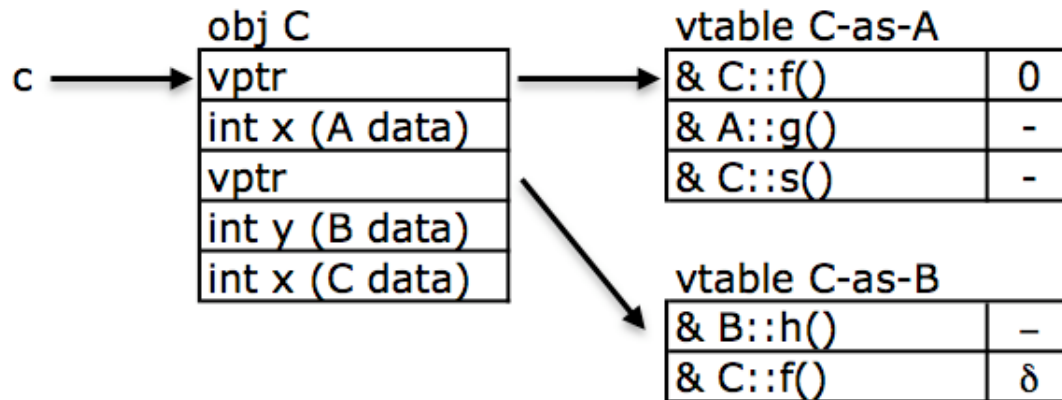 obj C
c
vptr
int x (A data)
vptr
int y (B data)
int x (C data)
vtable C-as-A
& C::f() 0
& A::g() -
& C::s() -
vtable C-as-B
& B::h() –
& C::f() δ